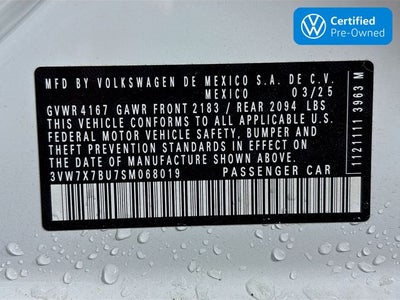 Certified
Pre-Owned
MFD BY VOLKSWAGEN DE MEXICO S.A. DE C.V.
MEXICO 03/25
GVWR 4167 GAWR FRONT 2183 / REAR 2094 LBS
THIS VEHICLE CONFORMS TO ALL APPLICABLE U.S.
FEDERAL MOTOR VEHICLE SAFETY, BUMPER AND
THEFT PREVENTION STANDARDS IN EFFECT ON THE
DATE OF MANUFACTURE SHOWN ABOVE.
3VW7X7BU7SM068019 PASSENGER CAR
1121111 3963 M